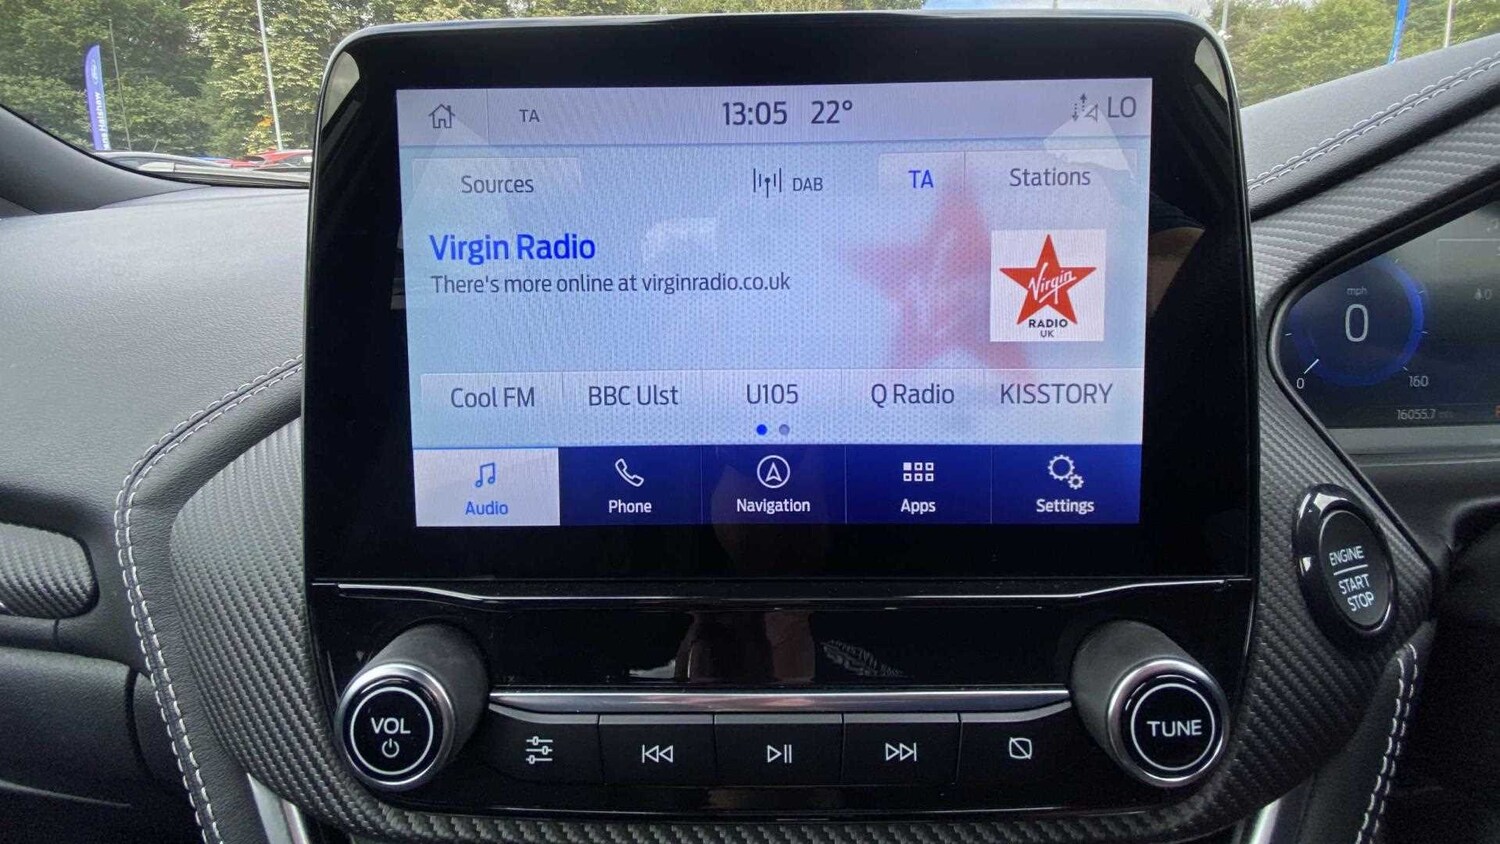 TA 13:05 22° LO
Sources DAB TA Stations
Virgin Radio
There's more online at virginradio.co.uk
Virgin
RADIO
UK
Cool FM BBC Ulst U105 Q Radio KISSTORY
Audio Phone Navigation Apps Settings
VOL
TUNE
ENGINE
START
STOP
mph
0
0 160
16055.7